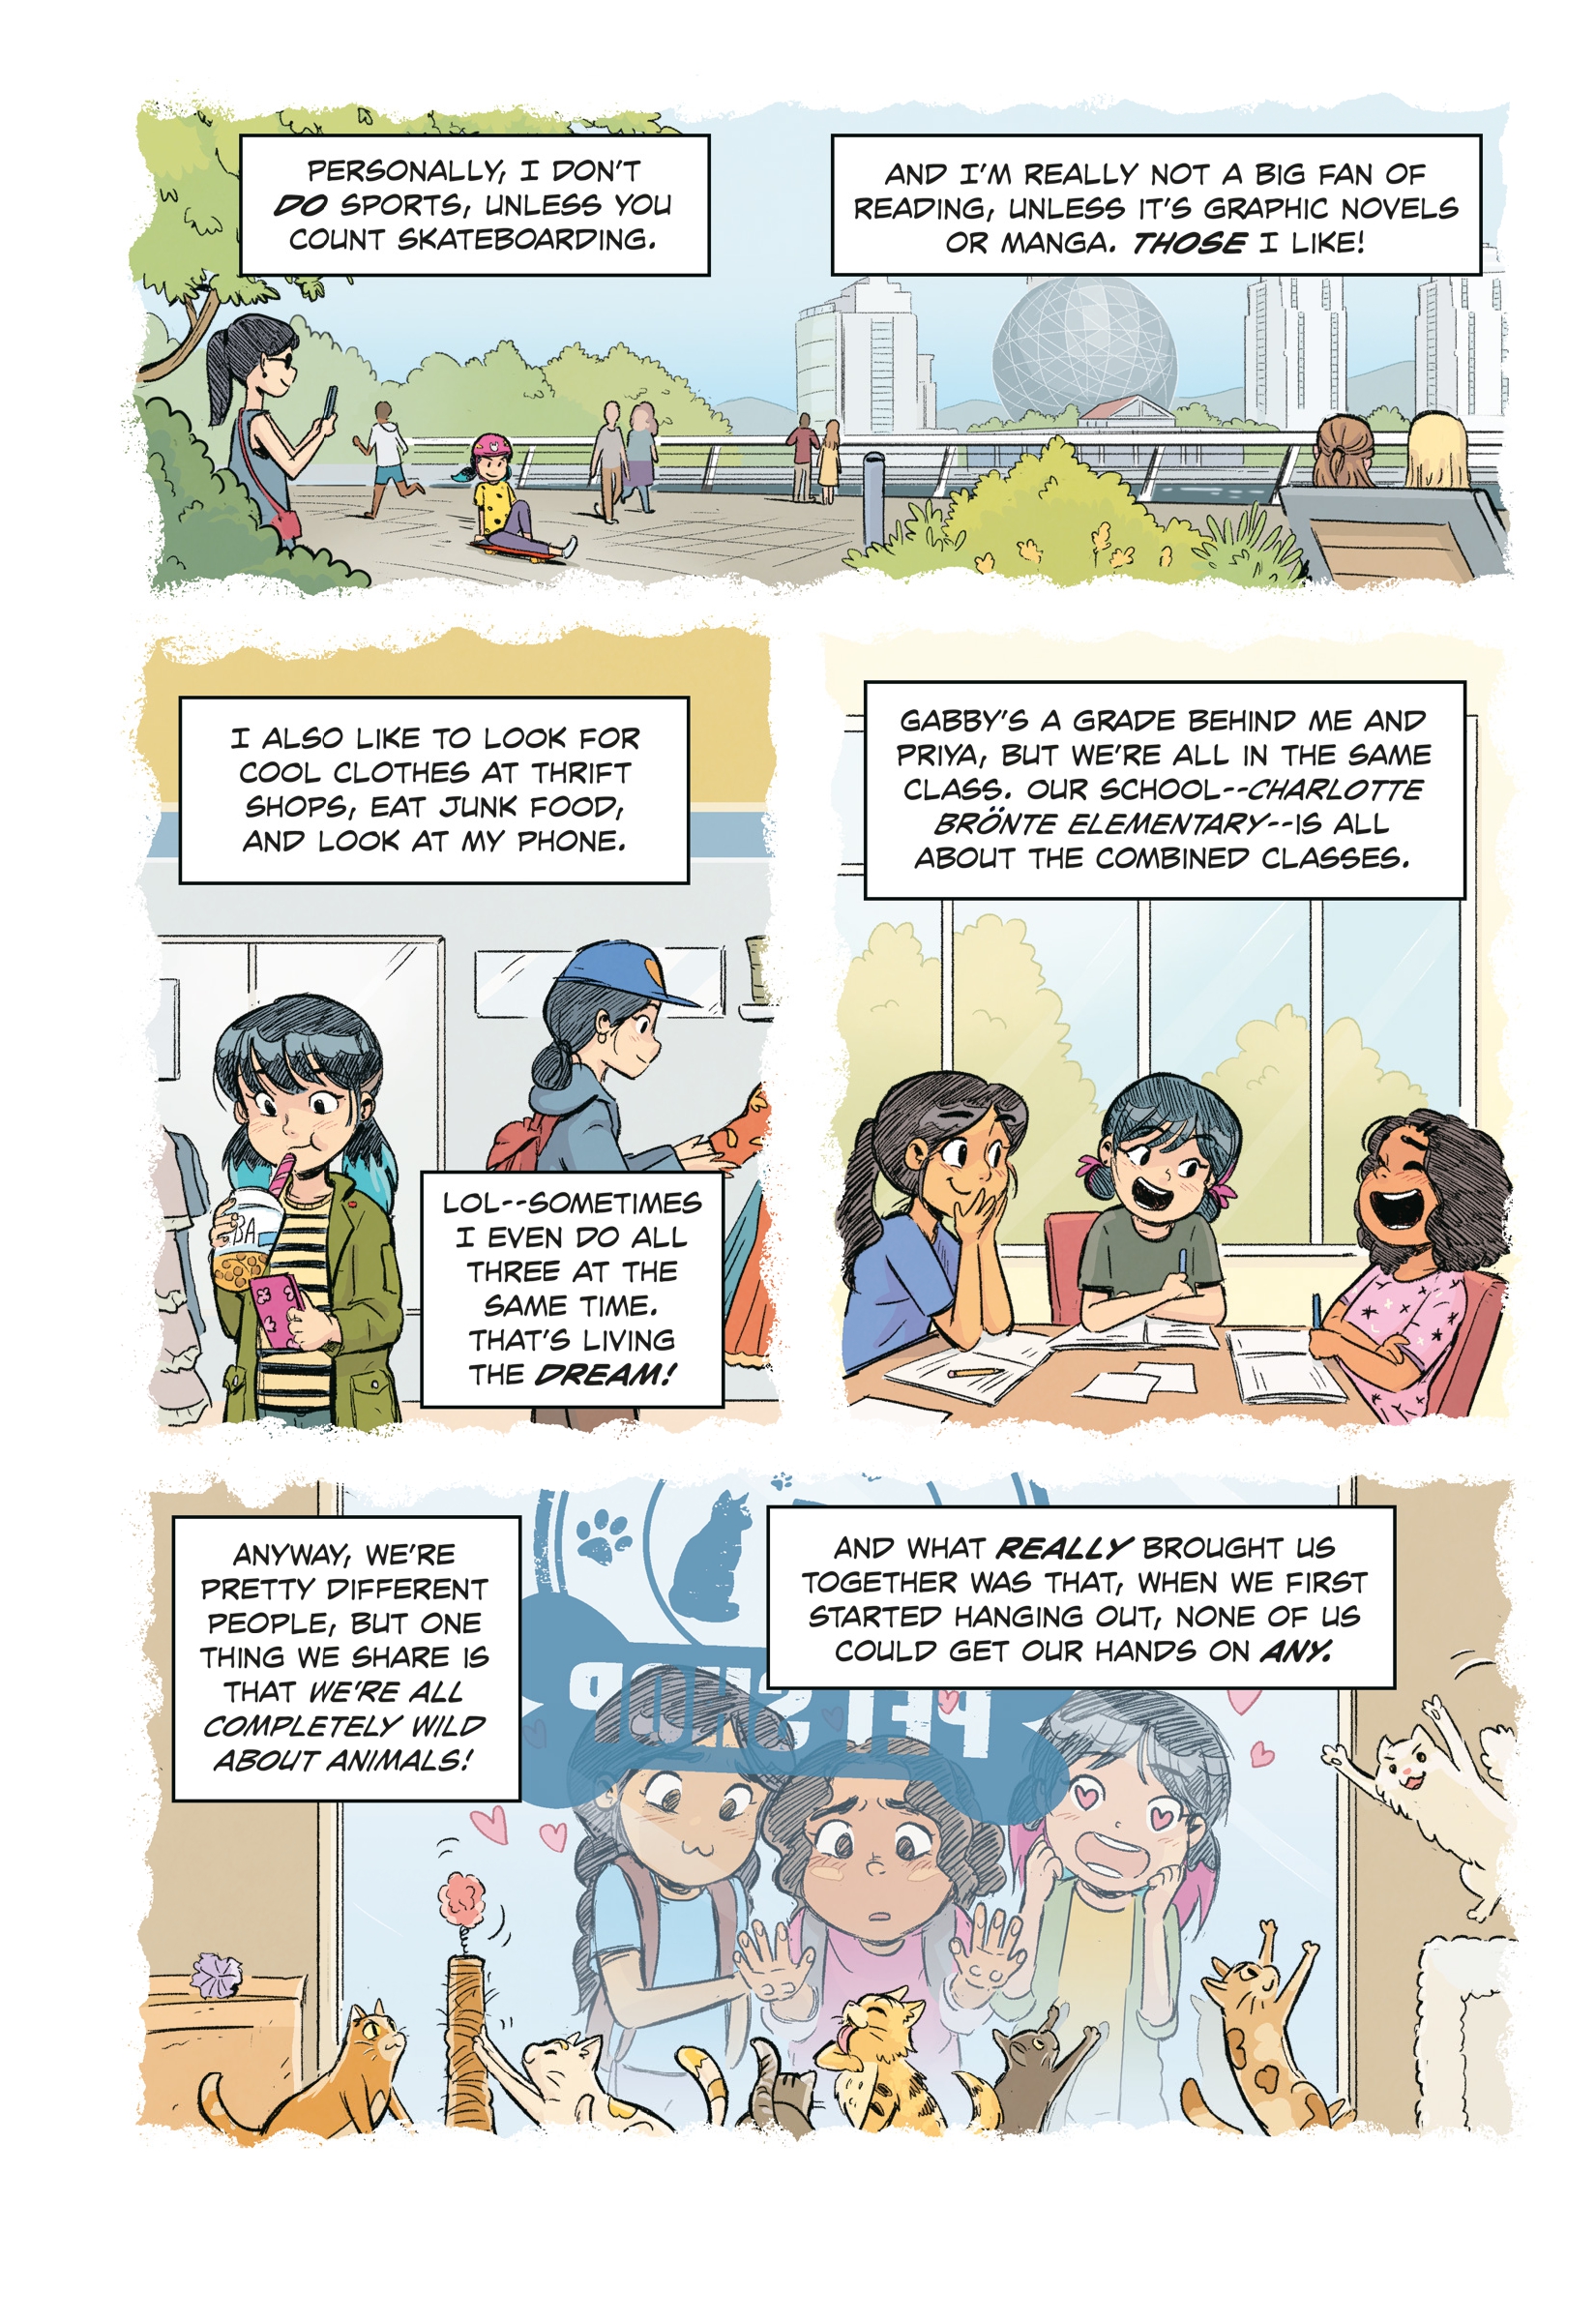 PERSONALLY, I DON'T
DO SPORTS, UNLESS YOU
COUNT SKATEBOARDING.
AND I'M REALLY NOT A BIG FAN OF
READING, UNLESS IT'S GRAPHIC NOVELS
OR MANGA. THOSE I LIKE!
I ALSO LIKE TO LOOK FOR
COOL CLOTHES AT THRIFT
SHOPS, EAT JUNK FOOD,
AND LOOK AT MY PHONE.
BA
LOL--SOMETIMES
I EVEN DO ALL
THREE AT THE
SAME TIME.
THAT'S LIVING
THE DREAM!
GABBY'S A GRADE BEHIND ME AND
PRIYA, BUT WE'RE ALL IN THE SAME
CLASS. OUR SCHOOL--CHARLOTTE
BRÖNTE ELEMENTARY--IS ALL
ABOUT THE COMBINED CLASSES.
ANYWAY, WE'RE
PRETTY DIFFERENT
PEOPLE, BUT ONE
THING WE SHARE IS
THAT WE'RE ALL
COMPLETELY WILD
ABOUT ANIMALS!
AND WHAT REALLY BROUGHT US
TOGETHER WAS THAT, WHEN WE FIRST
STARTED HANGING OUT, NONE OF US
COULD GET OUR HANDS ON ANY.
PET SHOP